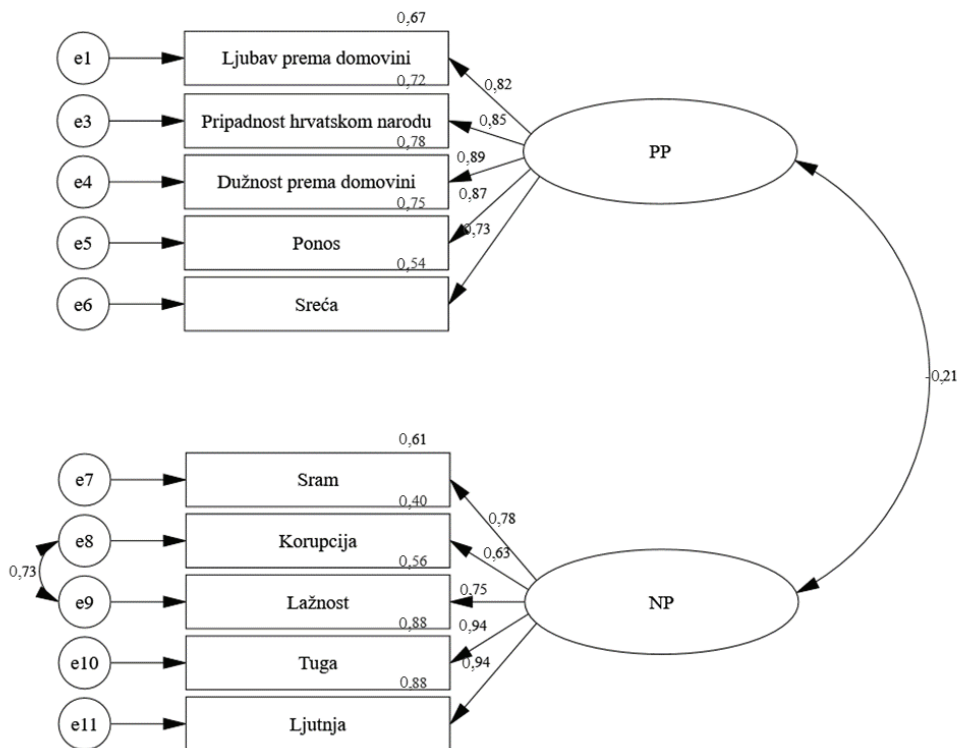 0,67
e1
Ljubav prema domovini
0,82
0,72
e3
Pripadnost hrvatskom narodu
0,85
PP
0,78
e4
Dužnost prema domovini
0,89
0,75
0,87
e5
Ponos
0,73
0,54
e6
Sreća
-0,21
0,61
e7
Sram
0,78
0,40
e8
Korupcija
0,63
0,56
0,73
e9
Lažnost
0,75
NP
0,88
0,94
e10
Tuga
0,94
0,88
e11
Ljutnja